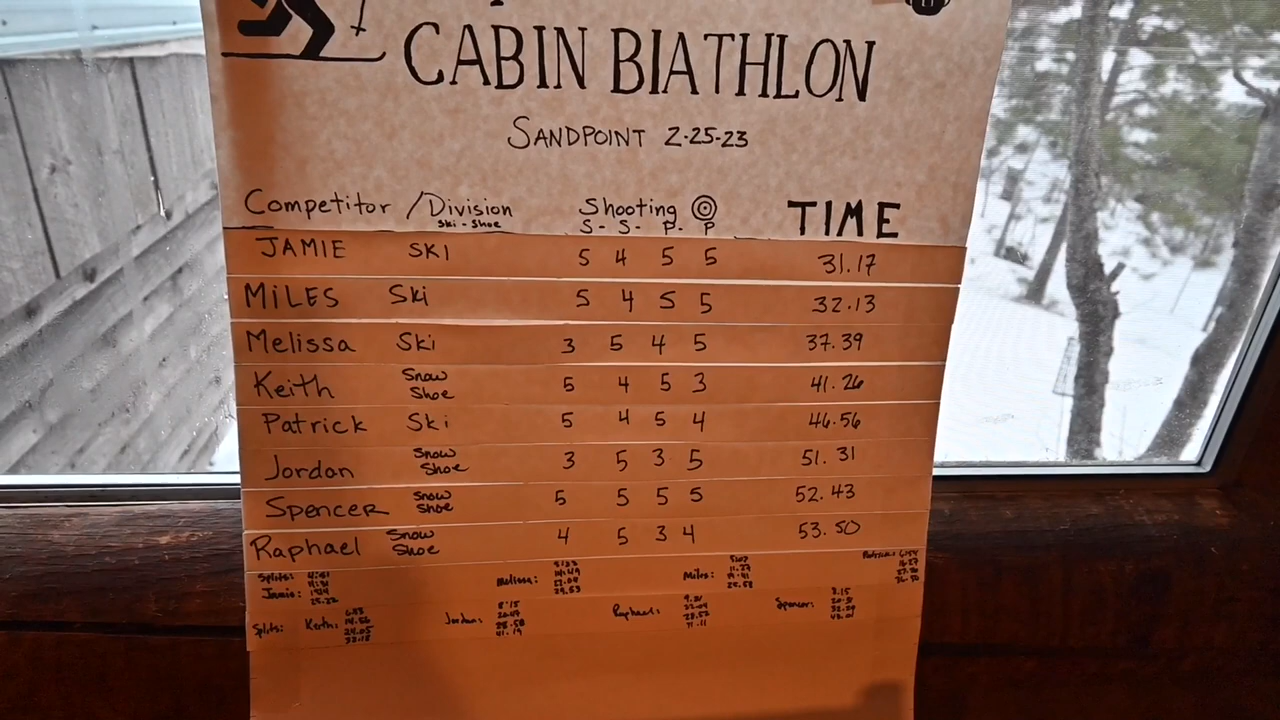 CABIN BIATHLON
SANDPOINT 2-25-23
Competitor /Division Shooting TIME
Ski - Shoe S- S- P- P
JAMIE SKI 5 4 5 5 31.17
MILES Ski 5 4 5 5 32.13
Melissa Ski 3 5 4 5 37.39
Keith Snow Shoe 5 4 5 3 41.26
Patrick Ski 5 4 5 4 46.56
Jordan Snow Shoe 3 5 3 5 51.31
SPENCER Snow Shoe 5 5 5 5 52.43
Raphael Snow Shoe 4 5 3 4 53.50
Splits:
Jamie: Melissa: Miles:
Splits: Keith: Jordan: Raphael: Spencer: